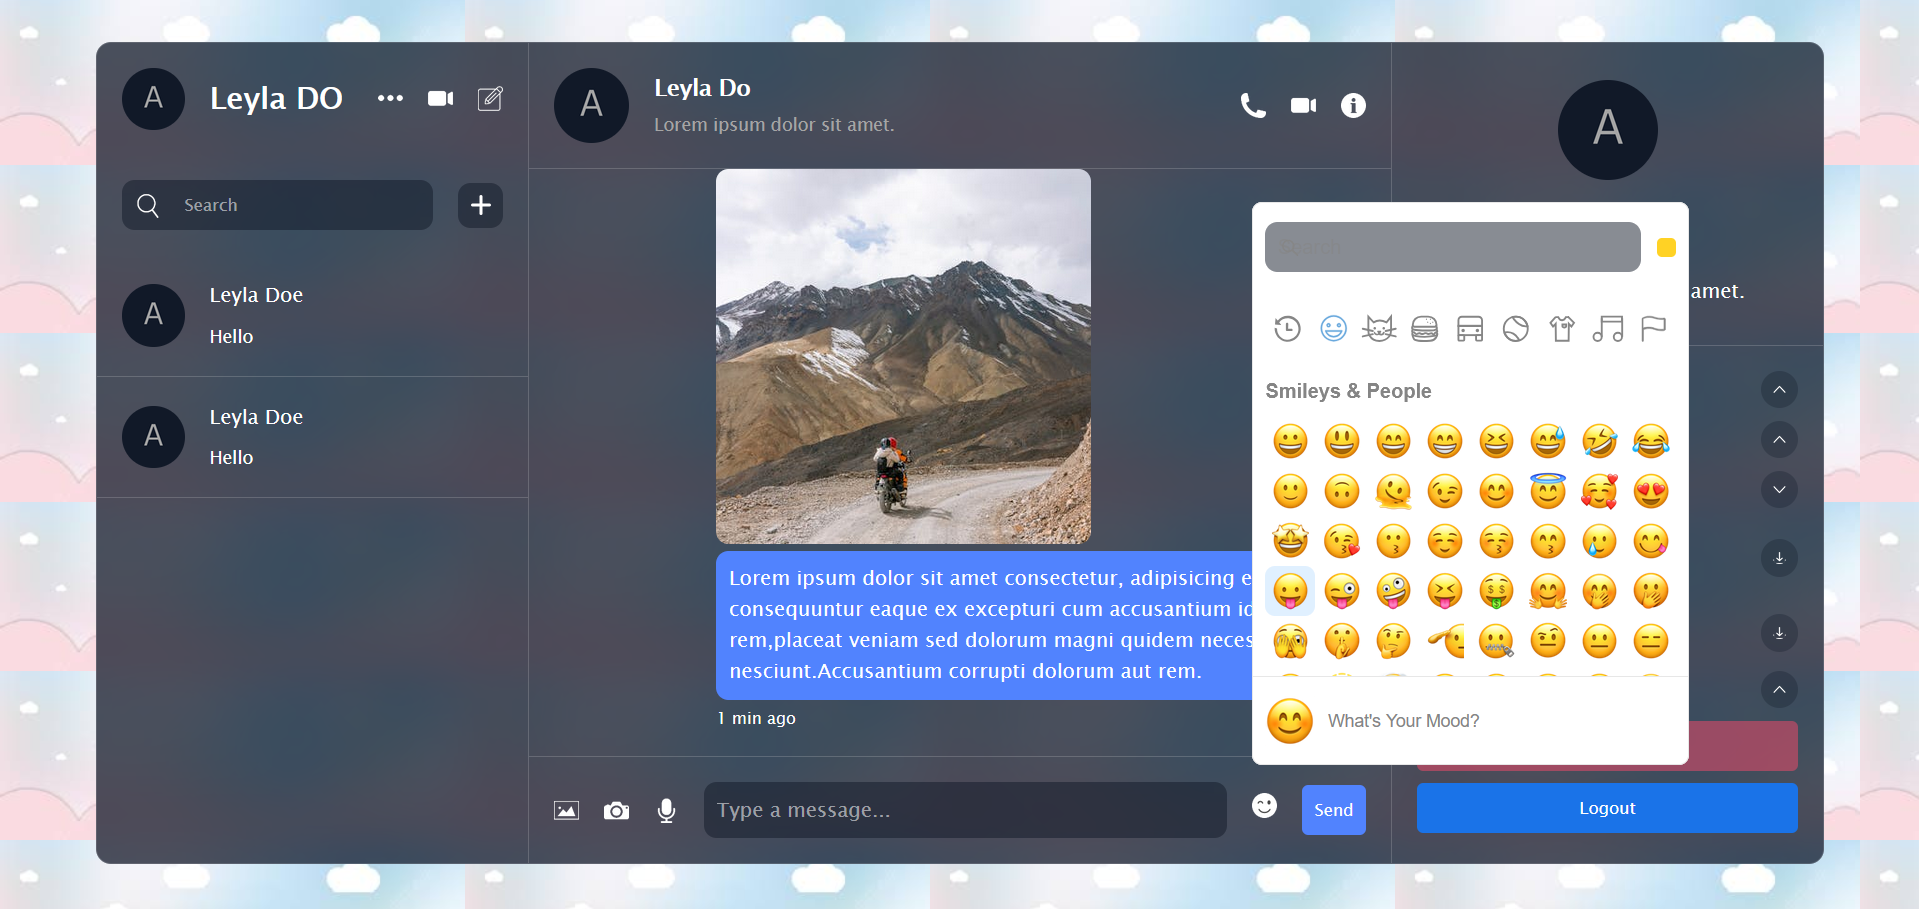 A
Leyla DO
Search
A
Leyla Doe
Hello
A
Leyla Doe
Hello
A
Leyla Do
Lorem ipsum dolor sit amet.
Lorem ipsum dolor sit amet consectetur, adipisicing e
consequuntur eaque ex excepturi cum accusantium id
rem,placeat veniam sed dolorum magni quidem neces
nesciunt.Accusantium corrupti dolorum aut rem.
1 min ago
Type a message...
Send
A
amet.
Search
Smileys & People
What's Your Mood?
Logout